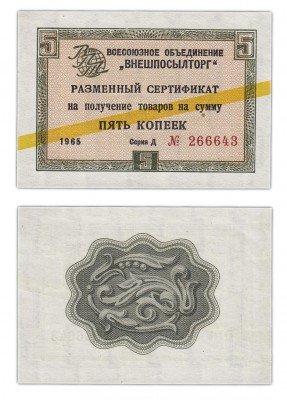 5 5
ВСЕСОЮЗНОЕ ОБЪЕДИНЕНИЕ
„ВНЕШПОСЫЛТОРГ"
РАЗМЕННЫЙ СЕРТИФИКАТ
на получение товаров на сумму
ПЯТЬ КОПЕЕК
1965 Серия Д № 266643
5